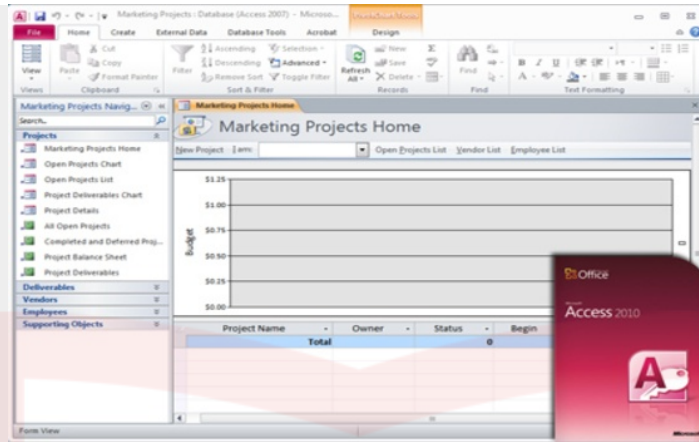 Marketing Projects : Database (Access 2007) - Microso...
File Home Create External Data Database Tools Acrobat Design
View
Paste
Cut
Copy
Format Painter
Filter
Ascending
Descending
Remove Sort
Selection
Advanced
Toggle Filter
Refresh All
New
Save
Delete
Find
Views Clipboard Sort & Filter Records Find Text Formatting
Marketing Projects Navig...
Search...
Projects
Marketing Projects Home
Open Projects Chart
Open Projects List
Project Deliverables Chart
Project Details
All Open Projects
Completed and Deferred Proj...
Project Balance Sheet
Project Deliverables
Deliverables
Vendors
Employees
Supporting Objects
Marketing Projects Home
Marketing Projects Home
New Project I am: Open Projects List Vendor List Employee List
Budget
$1.25
$1.00
$0.75
$0.50
$0.25
$0.00
Project Name Owner Status Begin
Total 0
Office
Microsoft
Access 2010
A
Microsoft
Form View